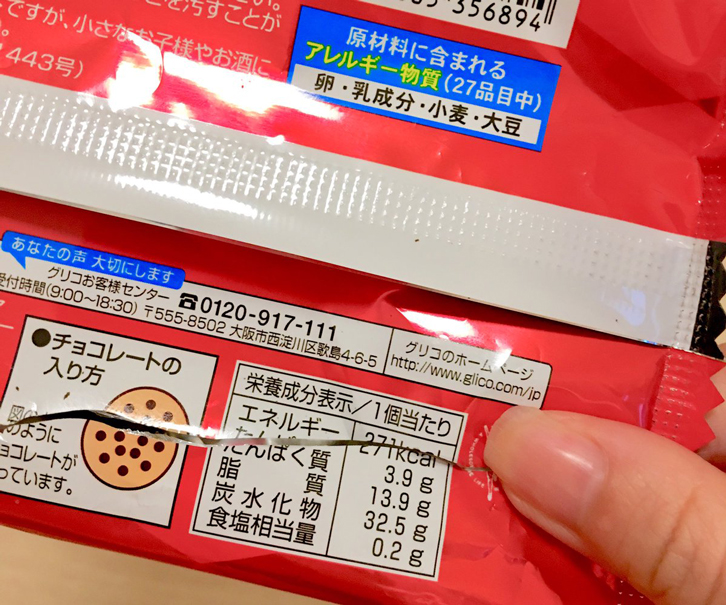 356894
を汚すことが
ですが、小さなお子様やお酒に
443号)
原材料に含まれる
アレルギー物質(27品目中)
卵・乳成分・小麦・大豆
あなたの声 大切にします
グリコお客様センター
受付時間(9:00〜18:30)
☎0120-917-111
〒555-8502 大阪市西淀川区歌島4-6-5
グリコのホームページ
http://www.glico.com/jp
●チョコレートの
入り方
図の
のように
ョコレートが
っています。
栄養成分表示/1個当たり
エネルギー 271kcal
たんぱく質 3.9g
脂質 13.9g
炭水化物 32.5g
食塩相当量 0.2g